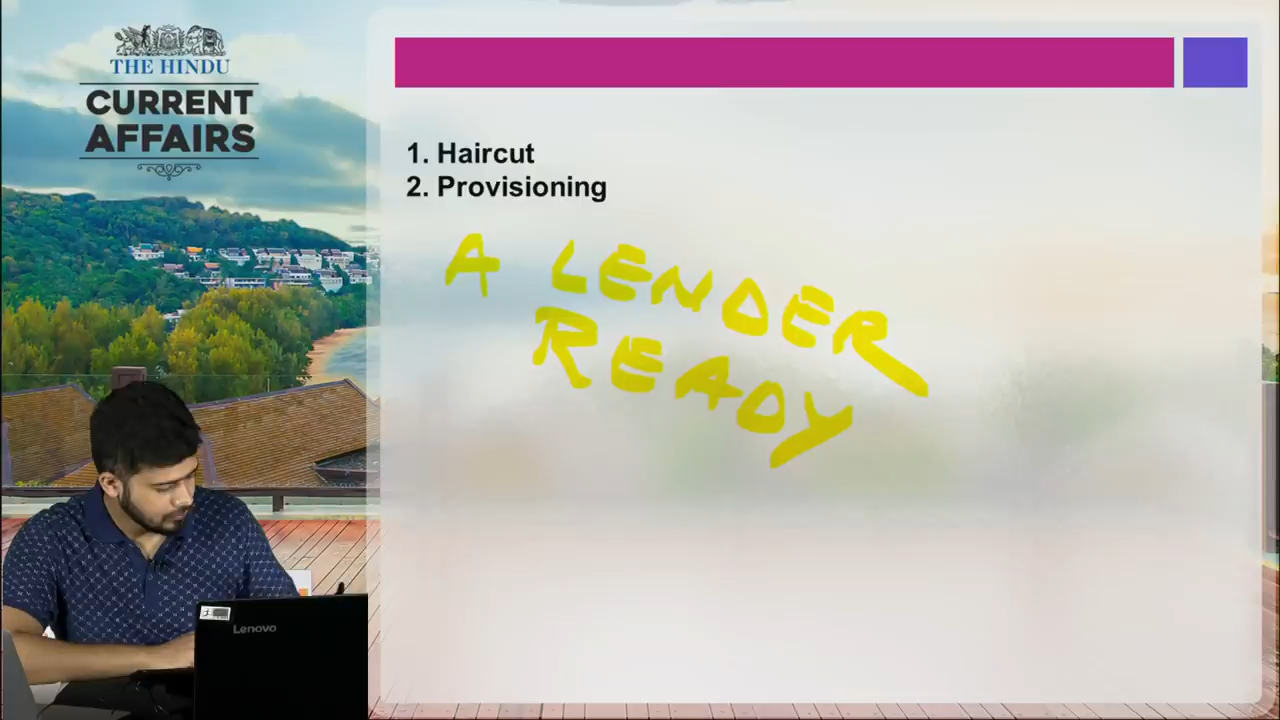 THE HINDU
CURRENT
AFFAIRS
1. Haircut
2. Provisioning
A LENDER
READY
Lenovo